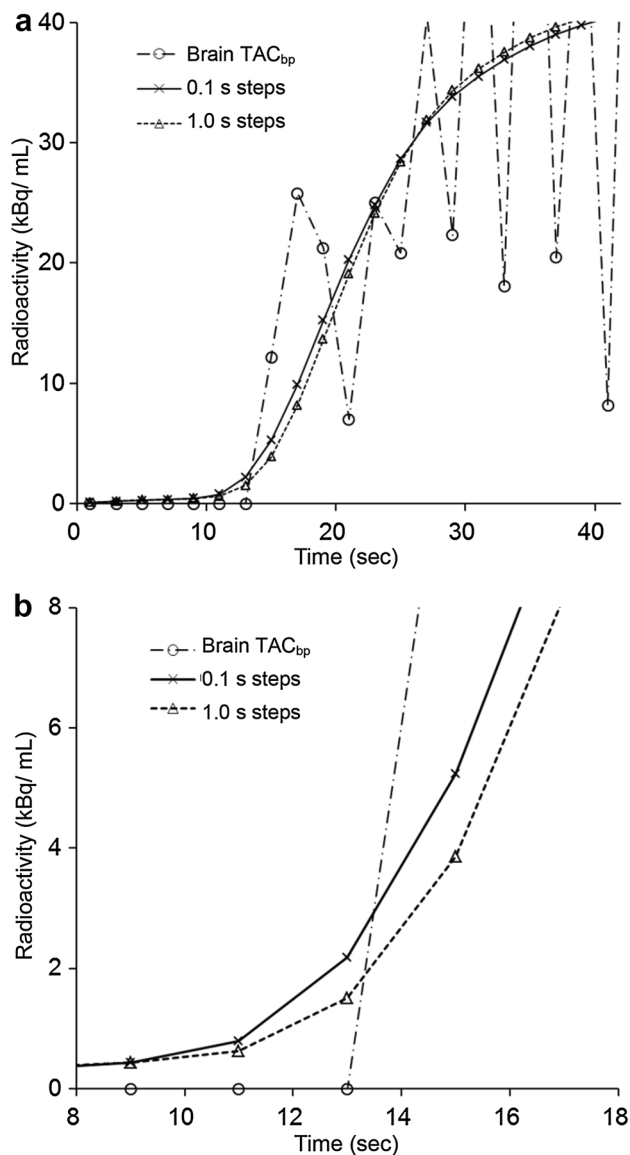 a
40
30
20
10
0
Radioactivity (kBq/ mL)
Brain TACbp
0.1 s steps
1.0 s steps
0 10 20 30 40
Time (sec)
b
8
6
4
2
0
Radioactivity (kBq/ mL)
Brain TACbp
0.1 s steps
1.0 s steps
8 10 12 14 16 18
Time (sec)